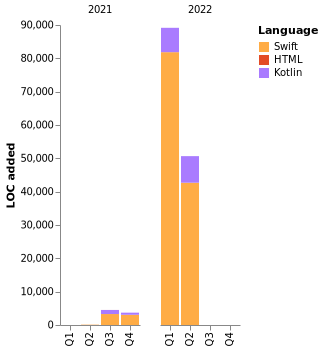 2021
2022
Language
Swift
HTML
Kotlin
90,000
80,000
70,000
60,000
50,000
40,000
30,000
20,000
10,000
0
LOC added
Q1
Q2
Q3
Q4
Q1
Q2
Q3
Q4